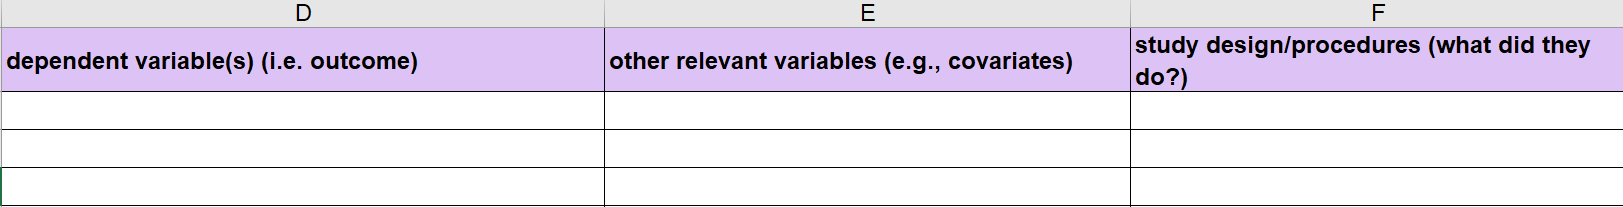 D E F
dependent variable(s) (i.e. outcome)
other relevant variables (e.g., covariates)
study design/procedures (what did they
do?)